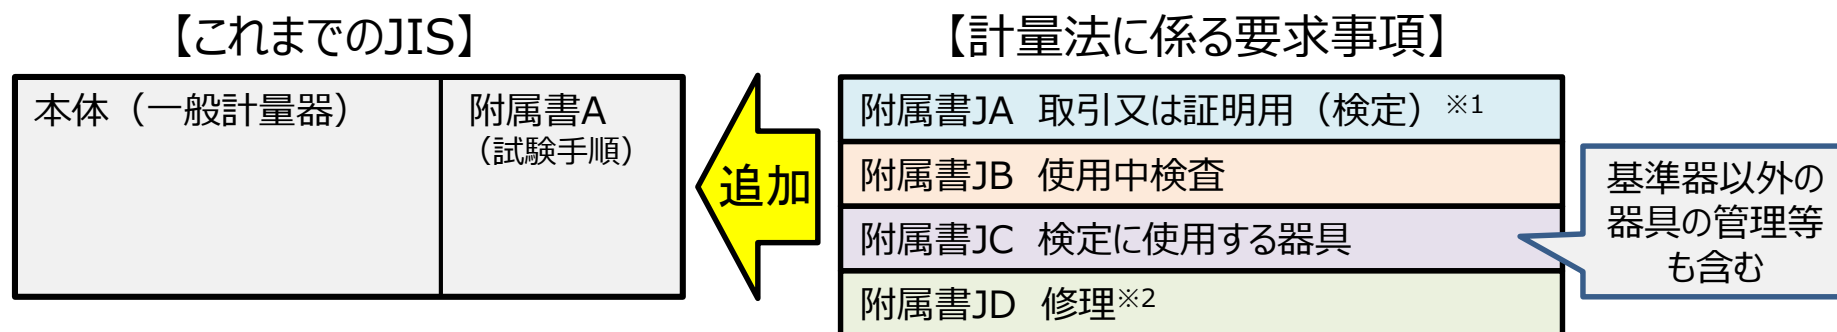 【これまでのJIS】
本体（一般計量器）
附属書A
（試験手順）
追加
【計量法に係る要求事項】
附属書JA 取引又は証明用（検定）※1
附属書JB 使用中検査
附属書JC 検定に使用する器具
附属書JD 修理※2
基準器以外の
器具の管理等
も含む